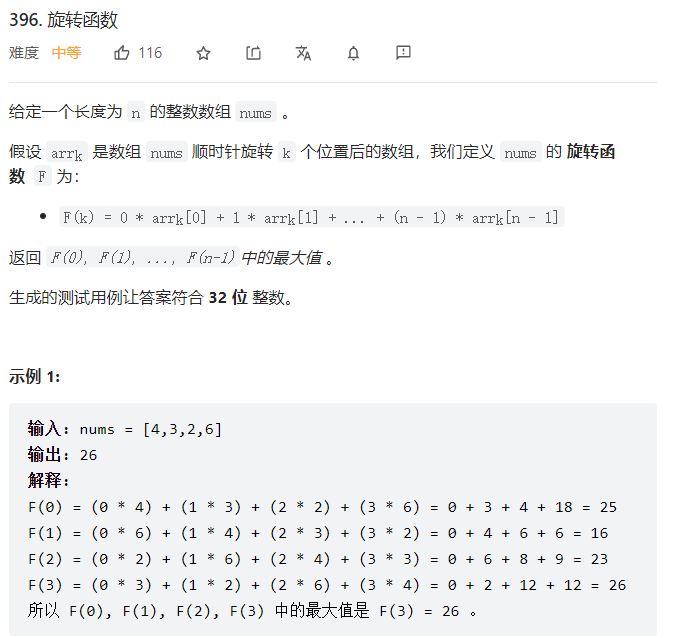 396. 旋转函数
难度 中等 116
给定一个长度为 n 的整数数组 nums 。
假设 arrk 是数组 nums 顺时针旋转 k 个位置后的数组，我们定义 nums 的 旋转函
数 F 为：
• F(k) = 0 * arrk[0] + 1 * arrk[1] + ... + (n - 1) * arrk[n - 1]
返回 F(0), F(1), ..., F(n-1) 中的最大值 。
生成的测试用例让答案符合 32 位 整数。
示例 1:
输入: nums = [4,3,2,6]
输出: 26
解释:
F(0) = (0 * 4) + (1 * 3) + (2 * 2) + (3 * 6) = 0 + 3 + 4 + 18 = 25
F(1) = (0 * 6) + (1 * 4) + (2 * 3) + (3 * 2) = 0 + 4 + 6 + 6 = 16
F(2) = (0 * 2) + (1 * 6) + (2 * 4) + (3 * 3) = 0 + 6 + 8 + 9 = 23
F(3) = (0 * 3) + (1 * 2) + (2 * 6) + (3 * 4) = 0 + 2 + 12 + 12 = 26
所以 F(0), F(1), F(2), F(3) 中的最大值是 F(3) = 26 。